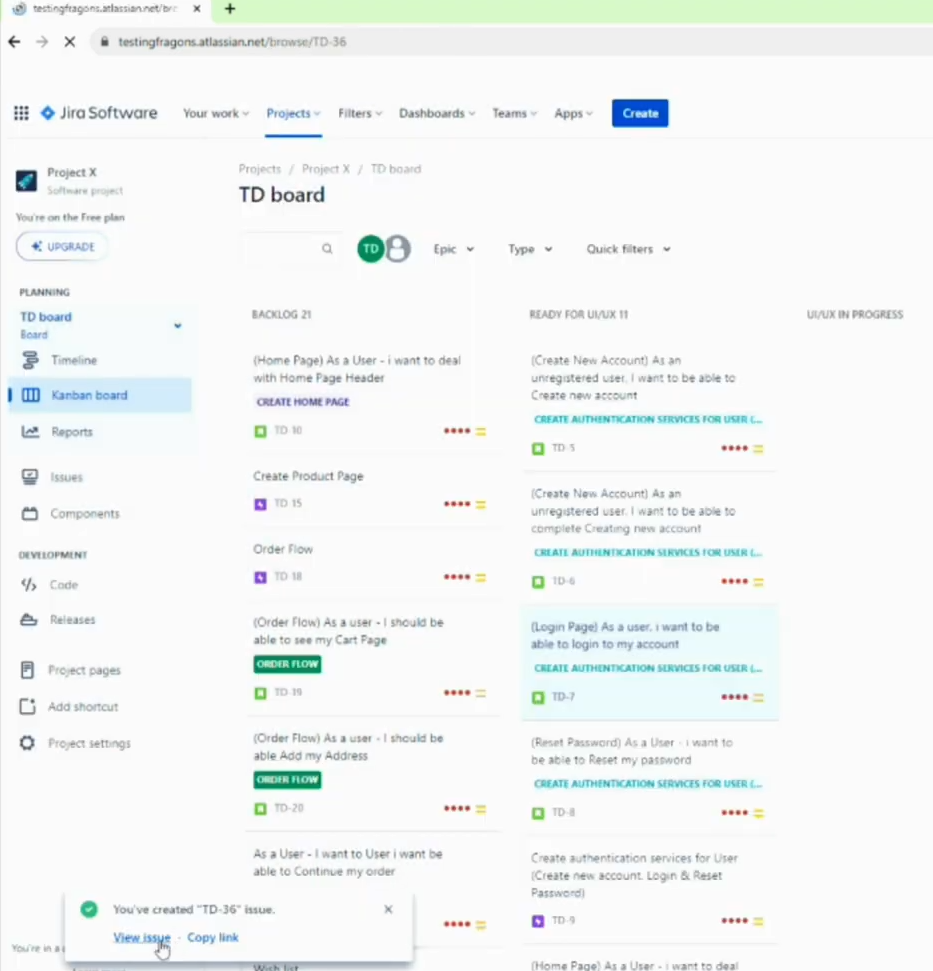 testingfragons.atlassian.net/bro
testingfragons.atlassian.net/browse/TD-36
Jira Software
Your work
Projects
Filters
Dashboards
Teams
Apps
Create
Project X
Software project
You're on the Free plan
UPGRADE
PLANNING
TD board
Board
Timeline
Kanban board
Reports
Issues
Components
DEVELOPMENT
Code
Releases
Project pages
Add shortcut
Project settings
You're in a
Projects / Project X / TD board
TD board
TD
Epic
Type
Quick filters
BACKLOG 21
(Home Page) As a User - i want to deal
with Home Page Header
CREATE HOME PAGE
TD-10
Create Product Page
TD-15
Order Flow
TD-18
(Order Flow) As a user - I should be
able to see my Cart Page
ORDER FLOW
TD-19
(Order Flow) As a user - I should be
able Add my Address
ORDER FLOW
TD-20
As a User - I want to User i want be
able to Continue my order
Wish list
READY FOR UI/UX 11
(Create New Account) As an
unregistered user, I want to be able to
Create new account
CREATE AUTHENTICATION SERVICES FOR USER (...
TD-5
(Create New Account) As an
unregistered user, I want to be able to
complete Creating new account
CREATE AUTHENTICATION SERVICES FOR USER (...
TD-6
(Login Page) As a user, i want to be
able to login to my account
CREATE AUTHENTICATION SERVICES FOR USER (...
TD-7
(Reset Password) As a User - i want to
be able to Reset my password
CREATE AUTHENTICATION SERVICES FOR USER (...
TD-8
Create authentication services for User
(Create new account, Login & Reset
Password)
TD-9
(Home Page) As a User - i want to deal
UI/UX IN PROGRESS
You've created "TD-36" issue.
View issue · Copy link